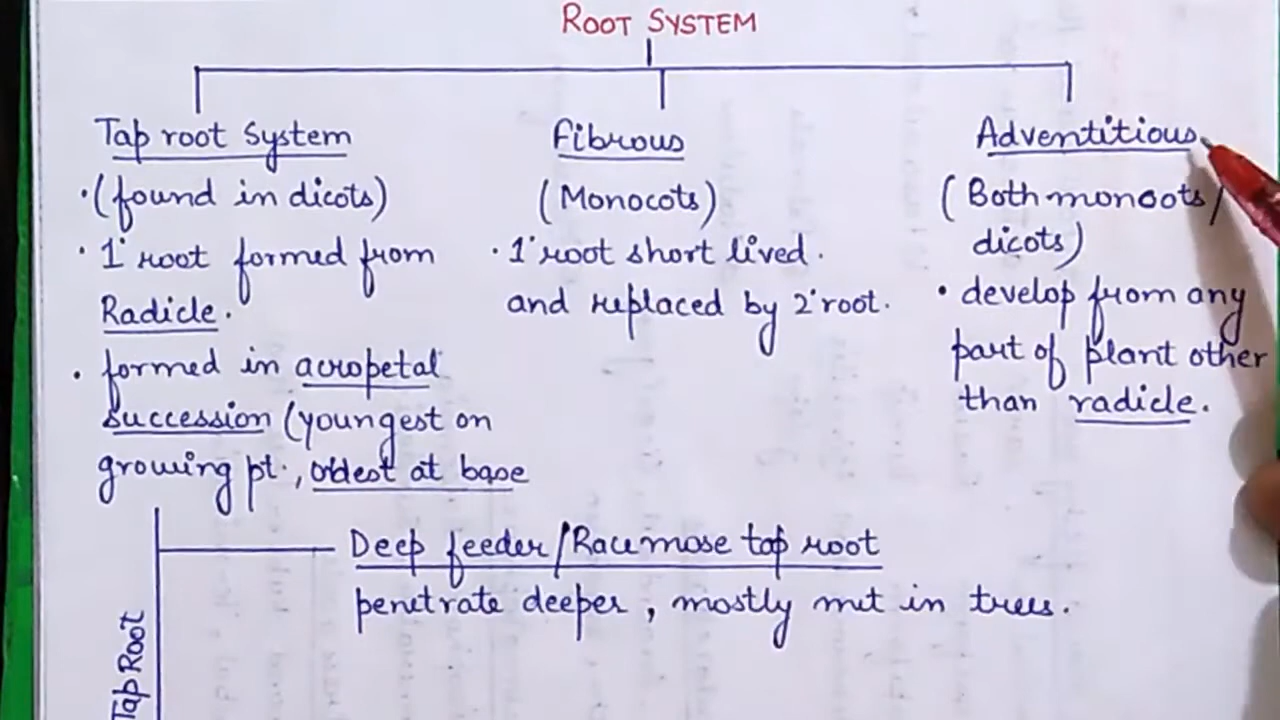 ROOT SYSTEM
Tap root system
·(found in dicots)
· 1° root formed from
Radicle.
· formed in acropetal
succession (youngest on
growing pt., oldest at base
Fibrous
(Monocots)
· 1° root short lived.
and replaced by 2° root.
Adventitious
(Both monocots/
dicots)
· develop from any
part of plant other
than radicle.
Deep feeder/Racemose tap root
penetrate deeper, mostly met in trees.
Tap Root